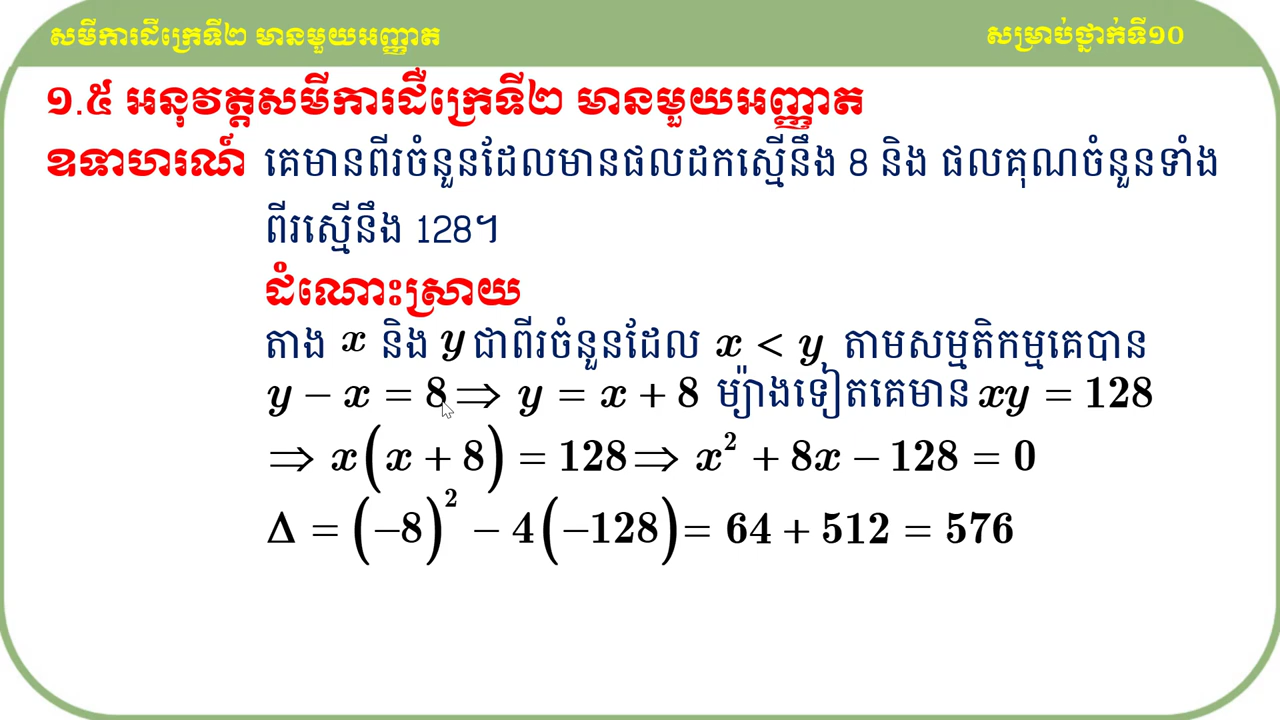 សមីការដឺក្រេទី២ មានមួយអញ្ញាត
សម្រាប់ថ្នាក់ទី១០
១.៥ អនុវត្តសមីការដឺក្រេទី២ មានមួយអញ្ញាត
ឧទាហរណ៍ គេមានពីរចំនួនដែលមានផលដកស្មើនឹង 8 និង ផលគុណចំនួនទាំង
ពីរស្មើនឹង 128។
ដំណោះស្រាយ
តាង x និង y ជាពីរចំនួនដែល x < y តាមសម្មតិកម្មគេបាន
y − x = 8 ⇒ y = x + 8 ម្យ៉ាងទៀតគេមាន xy = 128
⇒ x(x + 8) = 128 ⇒ x² + 8x − 128 = 0
Δ = (−8)² − 4(−128) = 64 + 512 = 576